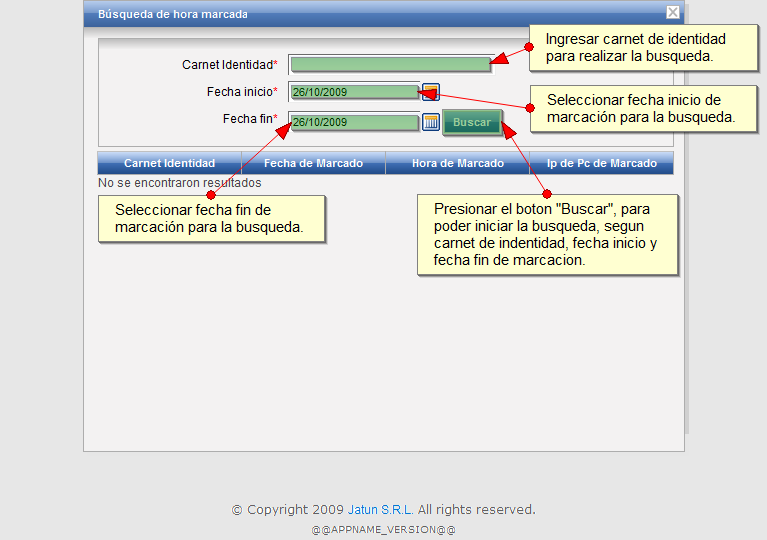 Búsqueda de hora marcada
Ingresar carnet de identidad
para realizar la busqueda.
Carnet Identidad*
Fecha inicio*
26/10/2009
Seleccionar fecha inicio de
marcación para la busqueda.
Fecha fin*
26/10/2009
Buscar
Carnet Identidad Fecha de Marcado Hora de Marcado Ip de Pc de Marcado
No se encontraron resultados
Seleccionar fecha fin de
marcación para la busqueda.
Presionar el boton "Buscar", para
poder iniciar la busqueda, segun
carnet de indentidad, fecha inicio y
fecha fin de marcacion.
© Copyright 2009 Jatun S.R.L. All rights reserved.
@@APPNAME_VERSION@@